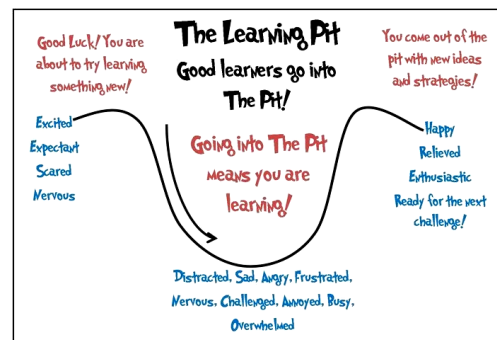 The Learning Pit
Good learners go into
The Pit!
Good Luck! You are
about to try learning
something new!
Excited
Expectant
Scared
Nervous
Going into The Pit
means you are
learning!
Distracted, Sad, Angry, Frustrated,
Nervous, Challenged, Annoyed, Busy,
Overwhelmed
You come out of the
pit with new ideas
and strategies!
Happy
Relieved
Enthusiastic
Ready for the next
challenge!